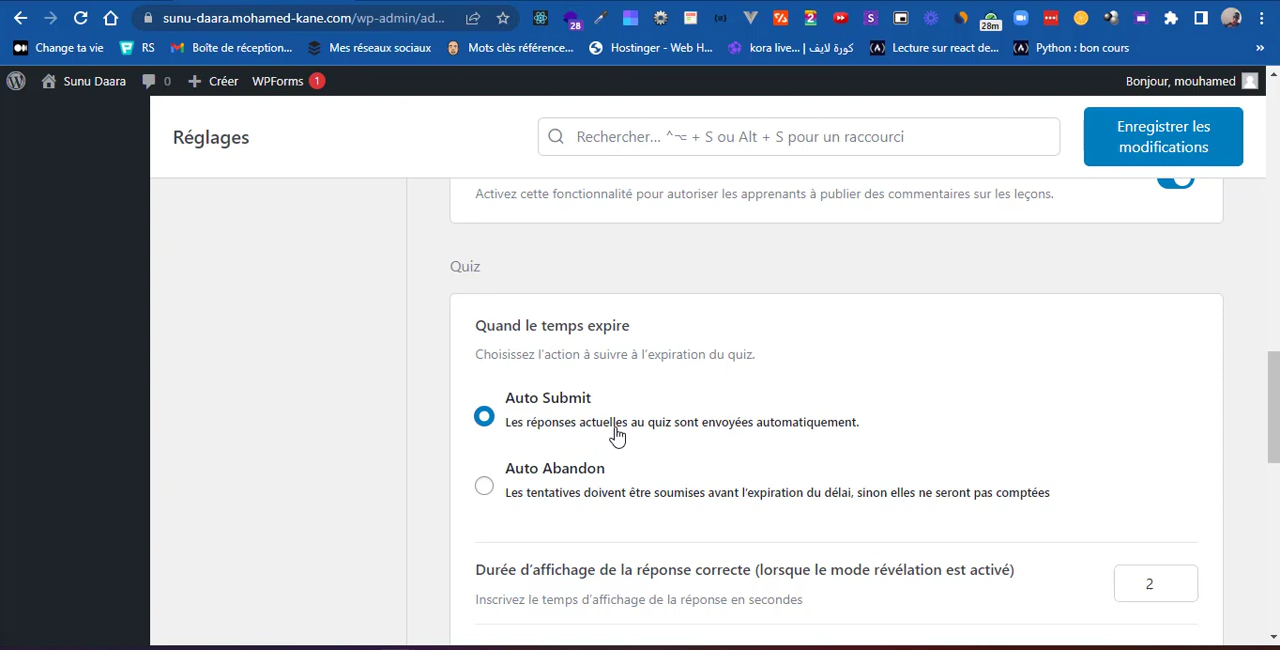 sunu-daara.mohamed-kane.com/wp-admin/ad...
28
2
S
28m
Change ta vie
RS
Boîte de réception...
Mes réseaux sociaux
Mots clès référence...
Hostinger - Web H...
kora live... | كورة لايف
Lecture sur react de...
Python : bon cours
»
Sunu Daara
0
Créer
WPForms 1
Bonjour, mouhamed
Réglages
Rechercher... ^⌥ + S ou Alt + S pour un raccourci
Enregistrer les
modifications
Activez cette fonctionnalité pour autoriser les apprenants à publier des commentaires sur les leçons.
Quiz
Quand le temps expire
Choisissez l'action à suivre à l'expiration du quiz.
Auto Submit
Les réponses actuelles au quiz sont envoyées automatiquement.
Auto Abandon
Les tentatives doivent être soumises avant l'expiration du délai, sinon elles ne seront pas comptées
Durée d'affichage de la réponse correcte (lorsque le mode révélation est activé)
2
Inscrivez le temps d'affichage de la réponse en secondes